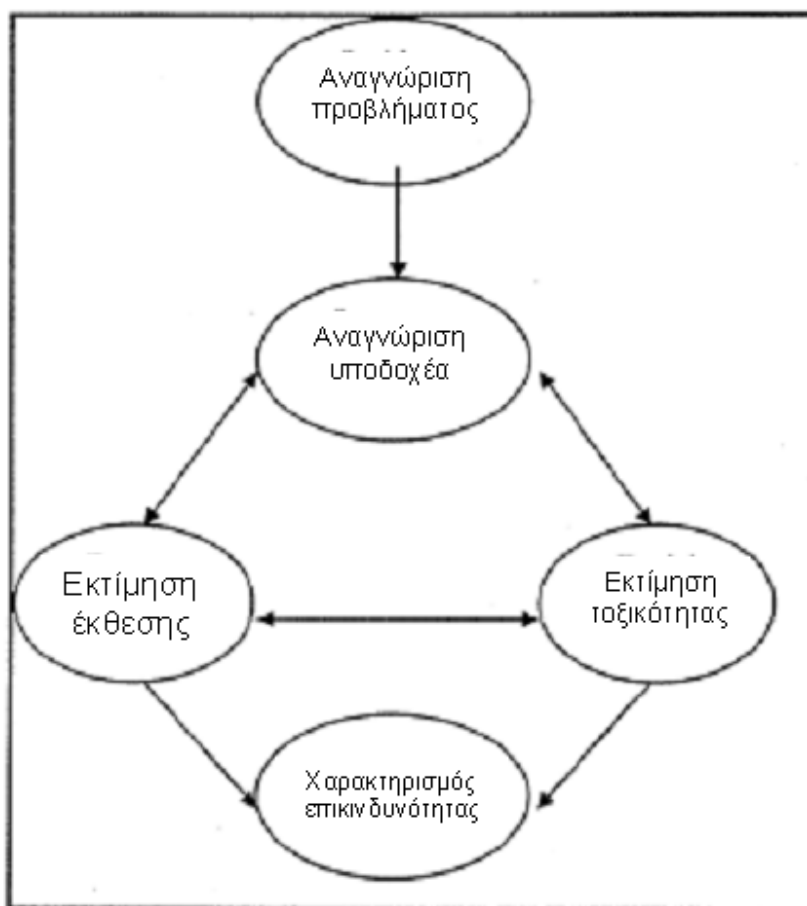 Αναγνώριση
προβλήματος
Αναγνώριση
υποδοχέα
Εκτίμηση
έκθεσης
Εκτίμηση
τοξικότητας
Χαρακτηρισμός
επικινδυνότητας